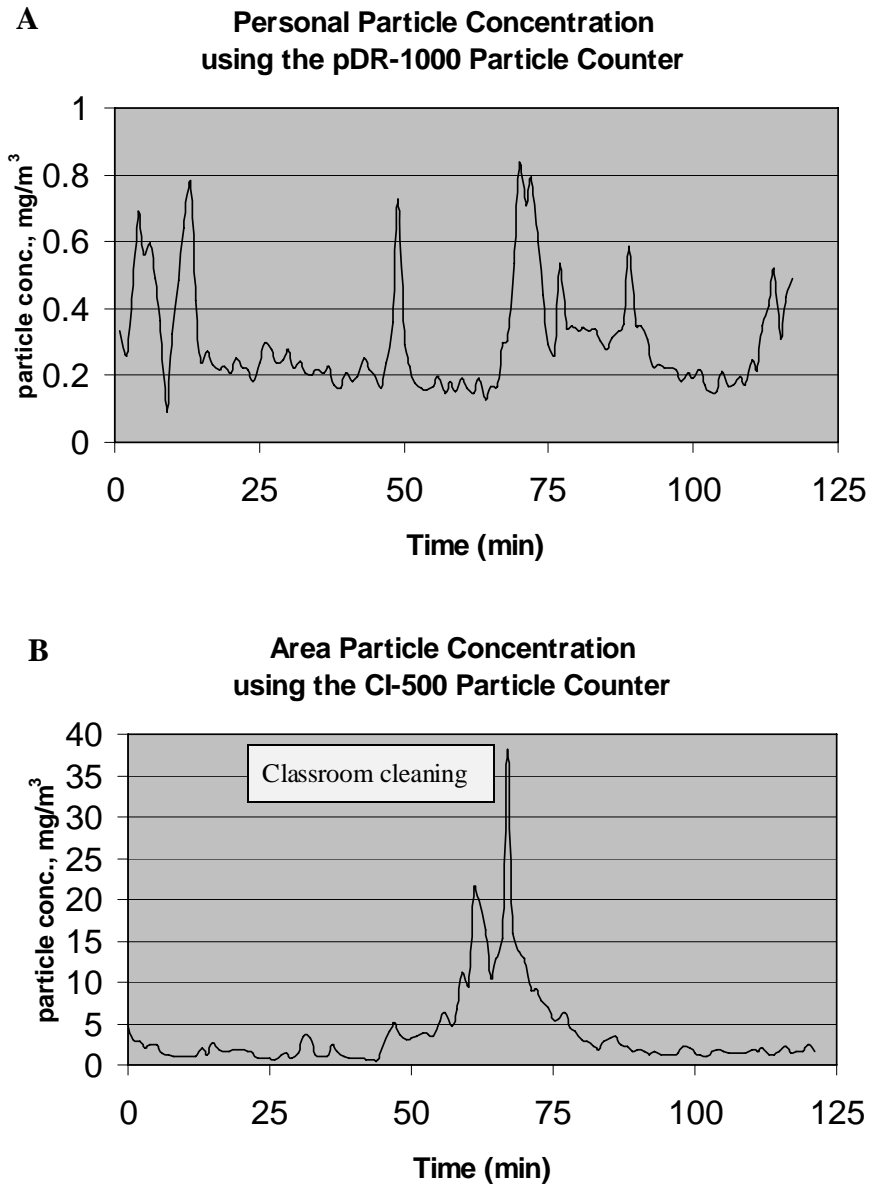 A
Personal Particle Concentration
using the pDR-1000 Particle Counter
particle conc., mg/m³
1
0.8
0.6
0.4
0.2
0
0 25 50 75 100 125
Time (min)
B
Area Particle Concentration
using the CI-500 Particle Counter
particle conc., mg/m³
40
35
30
25
20
15
10
5
0
Classroom cleaning
0 25 50 75 100 125
Time (min)